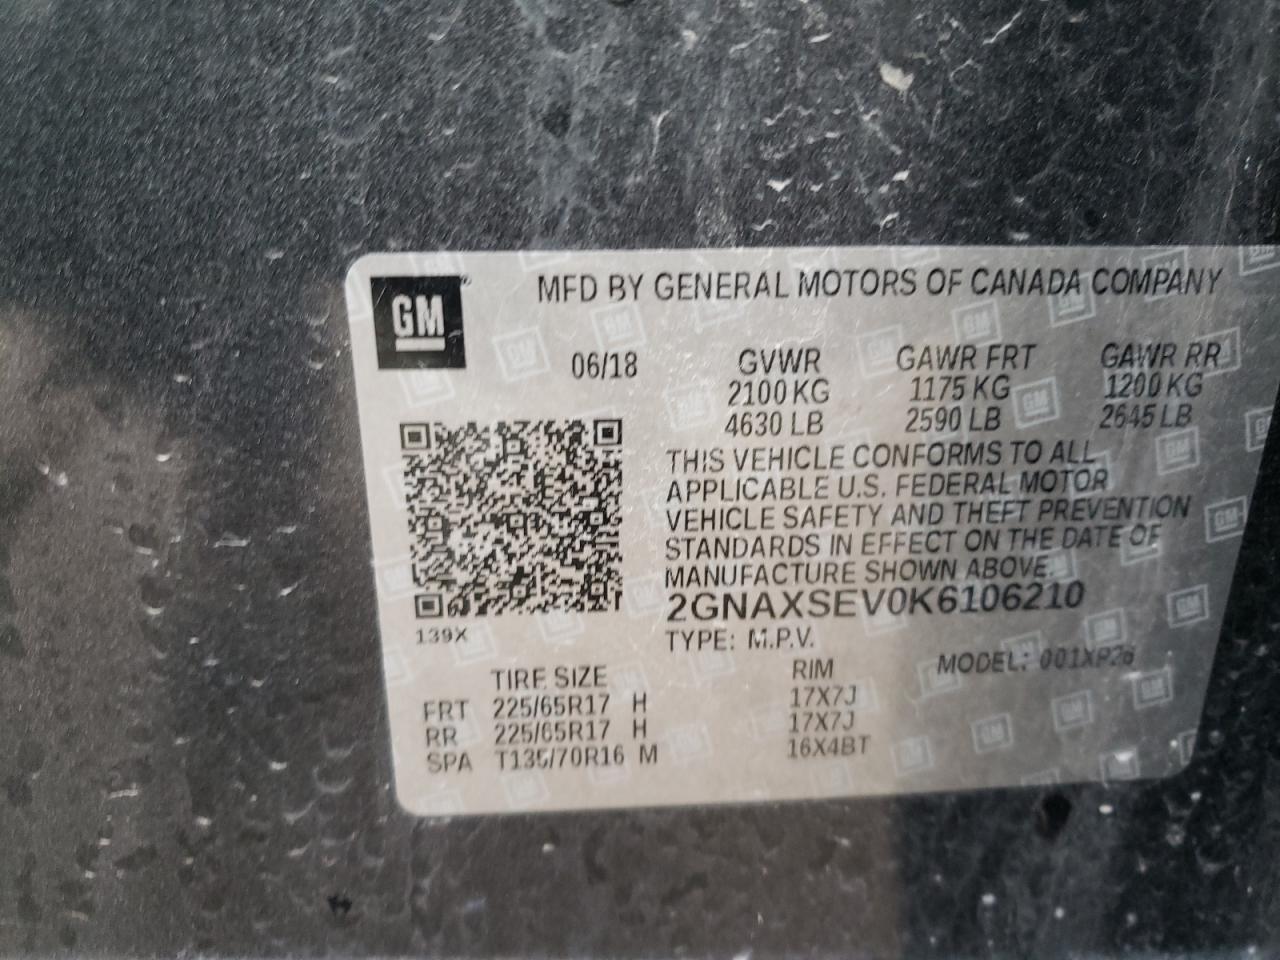 GM
MFD BY GENERAL MOTORS OF CANADA COMPANY
06/18 GVWR GAWR FRT GAWR RR
2100 KG 1175 KG 1200 KG
4630 LB 2590 LB 2645 LB
THIS VEHICLE CONFORMS TO ALL
APPLICABLE U.S. FEDERAL MOTOR
VEHICLE SAFETY AND THEFT PREVENTION
STANDARDS IN EFFECT ON THE DATE OF
MANUFACTURE SHOWN ABOVE.
2GNAXSEV0K6106210
139X
TYPE: M.P.V.
MODEL: 001XP26
TIRE SIZE RIM
FRT 225/65R17 H 17X7J
RR 225/65R17 H 17X7J
SPA T135/70R16 M 16X4BT